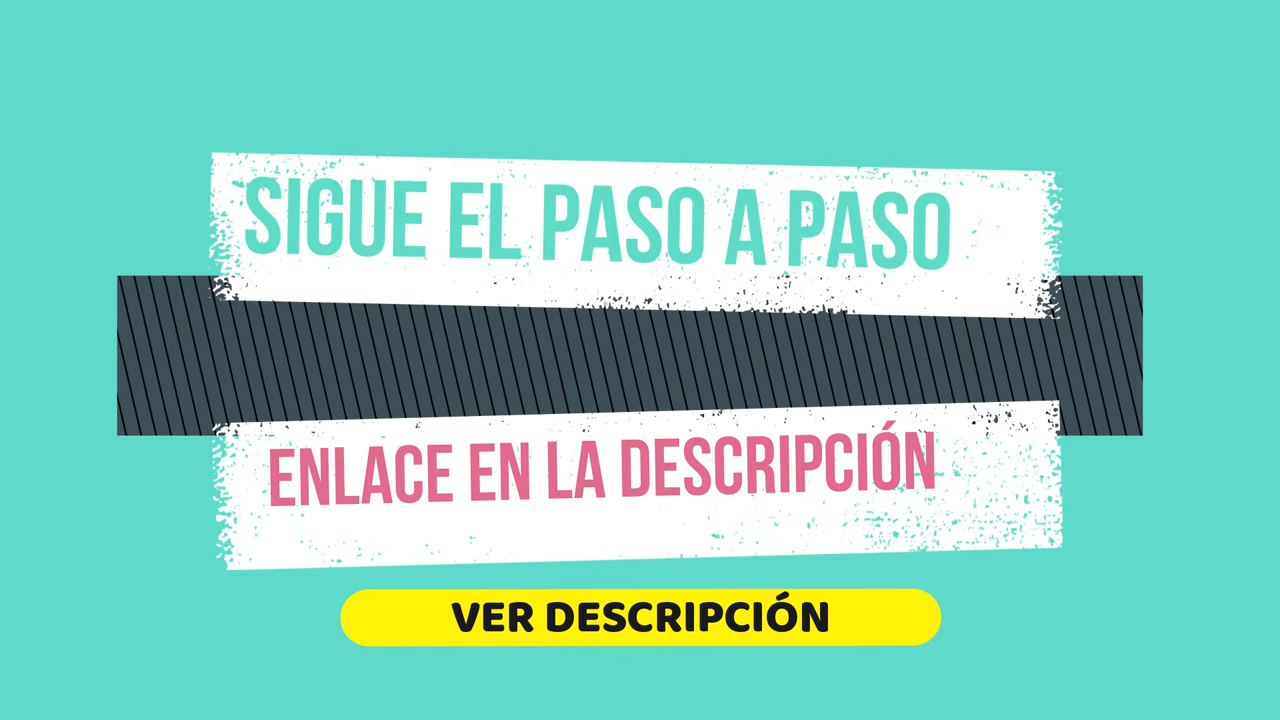 SIGUE EL PASO A PASO
ENLACE EN LA DESCRIPCIÓN
VER DESCRIPCIÓN